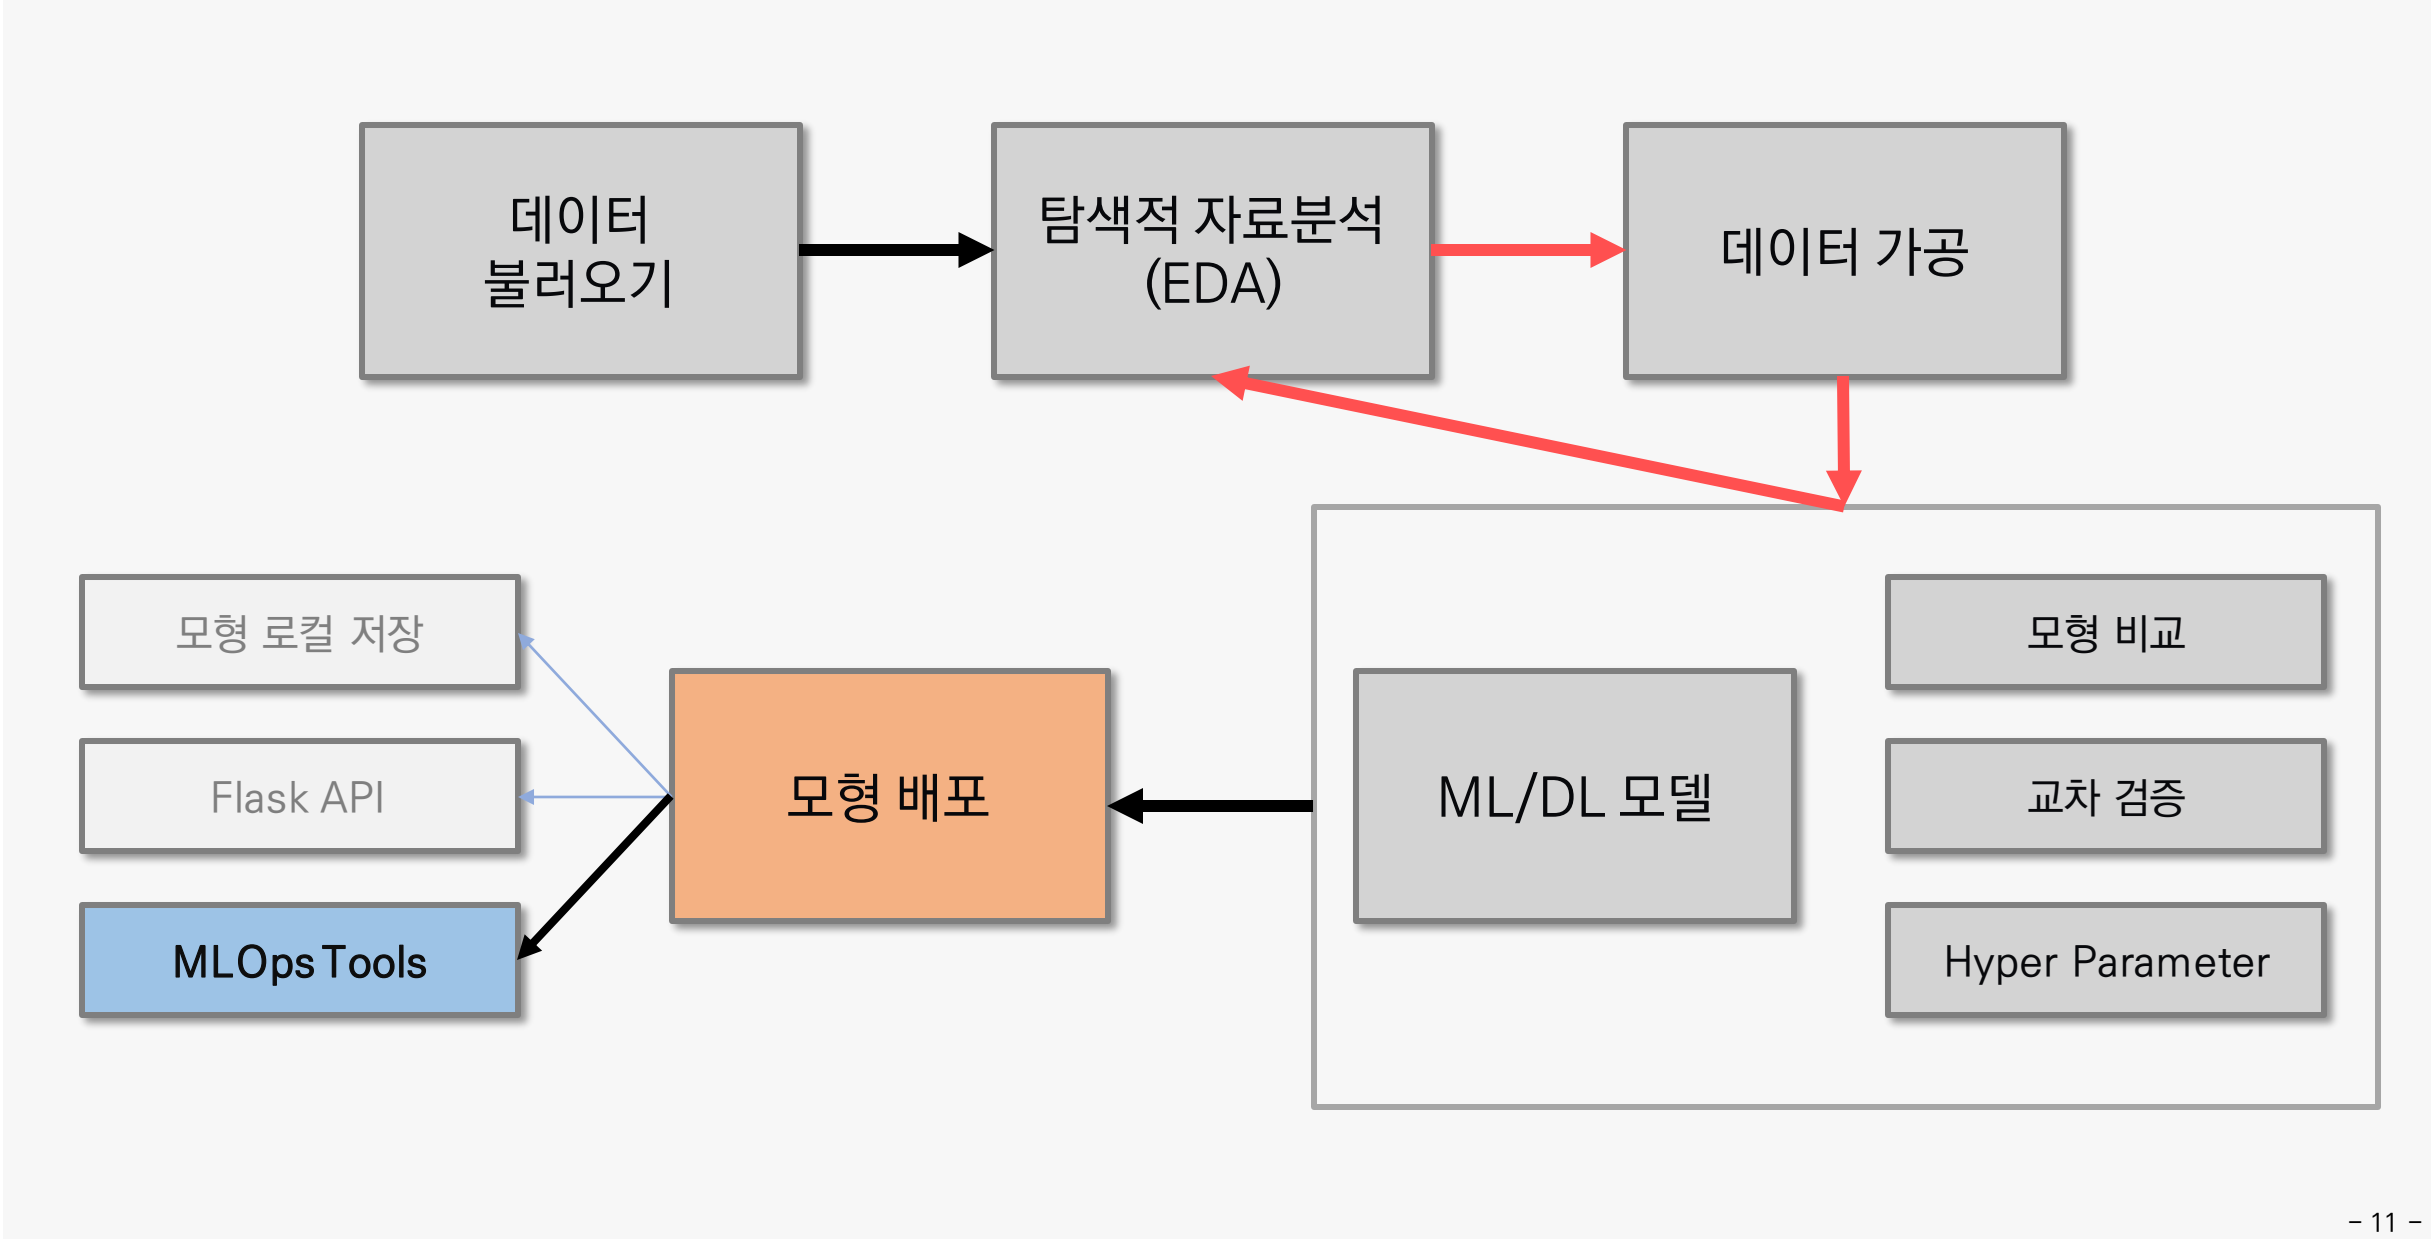 데이터
불러오기
탐색적 자료분석
(EDA)
데이터 가공
모형 로컬 저장
Flask API
MLOps Tools
모형 배포
ML/DL 모델
모형 비교
교차 검증
Hyper Parameter
- 11 -